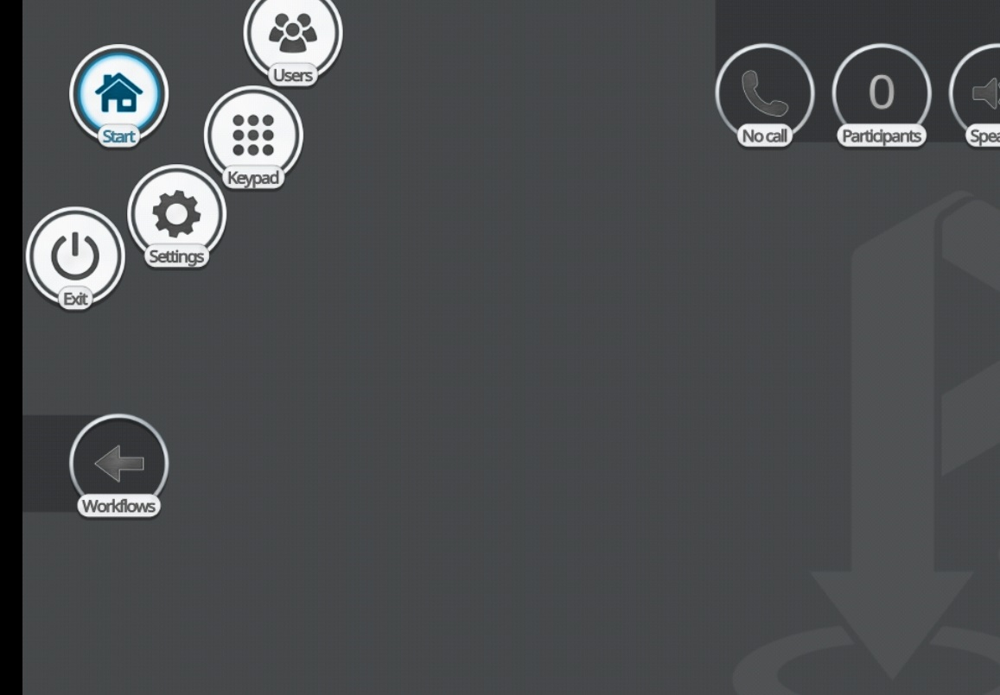 Users
Start
No call
0
Participants
Keypad
Settings
Exit
Workflows